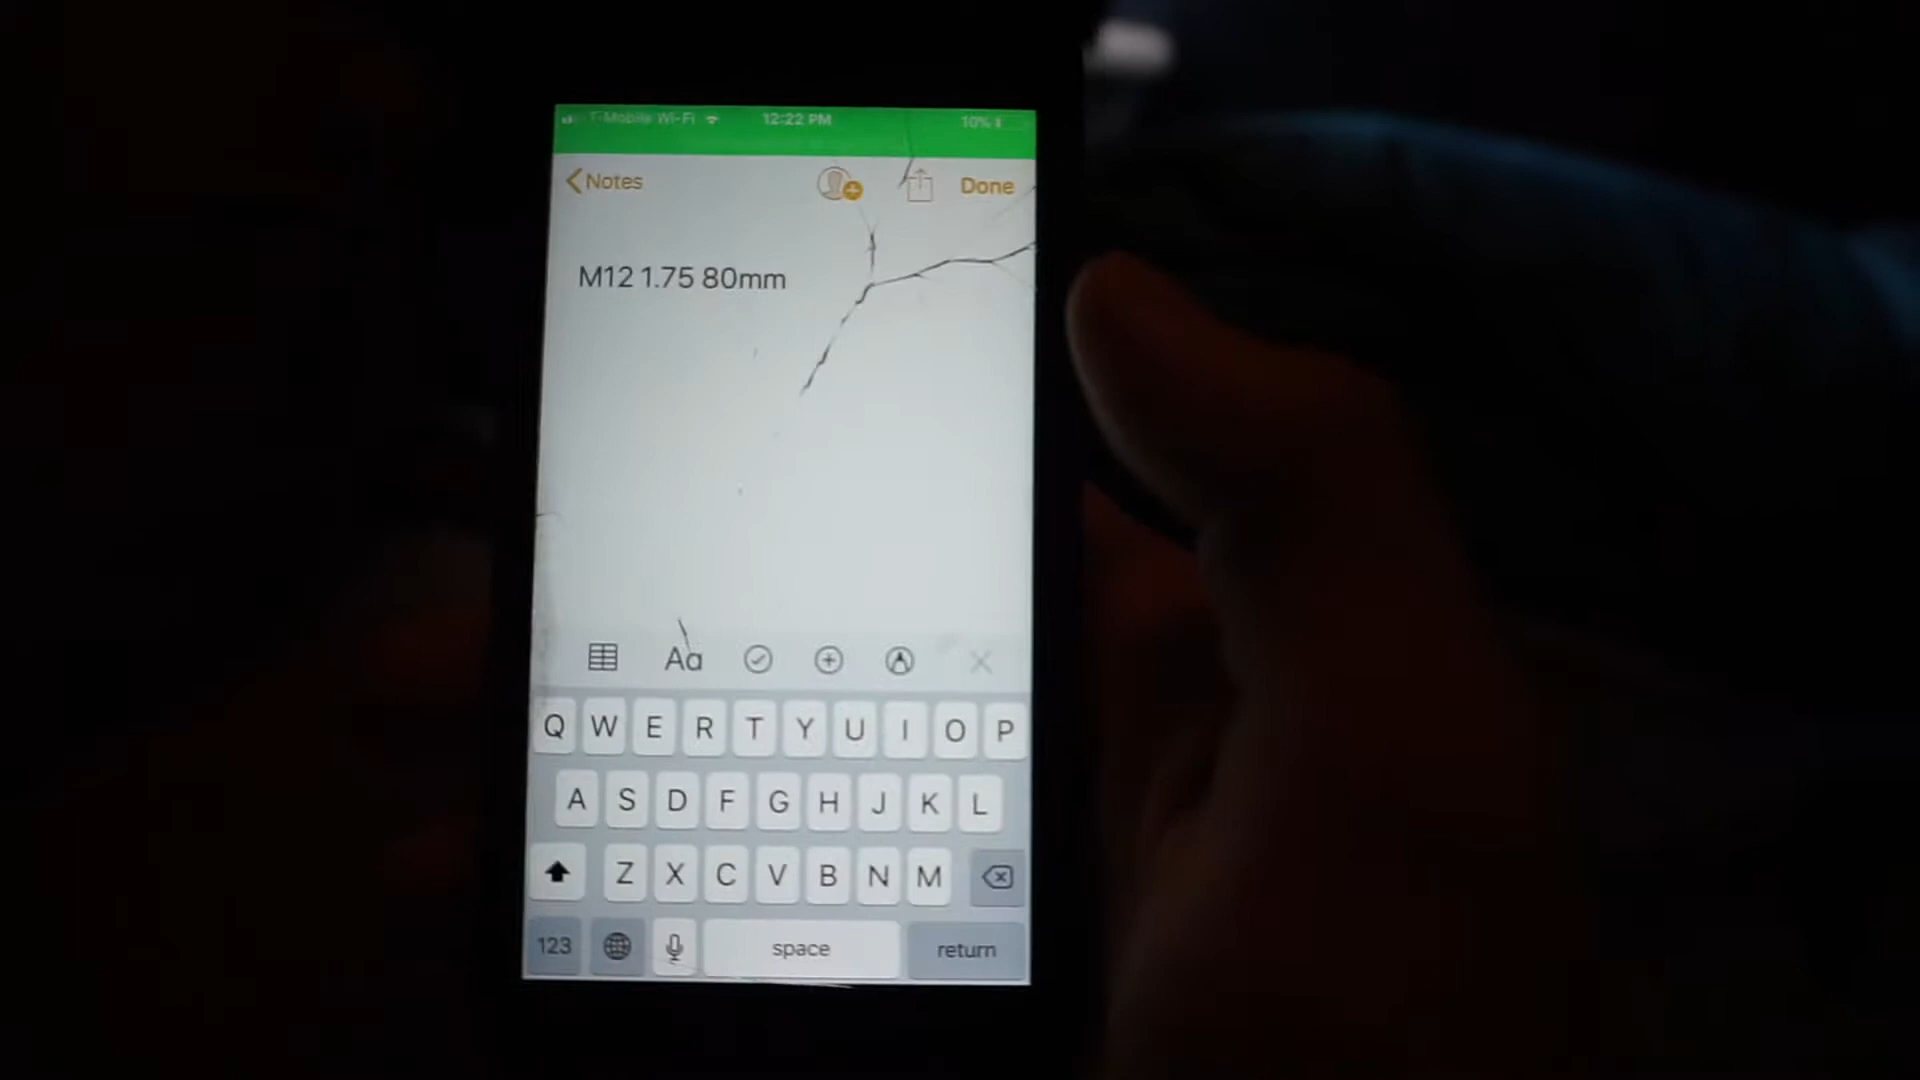 T-Mobile Wi-Fi 12:22 PM 10%
Notes Done
M12 1.75 80mm
Aa
Q W E R T Y U I O P
A S D F G H J K L
Z X C V B N M
123 space return